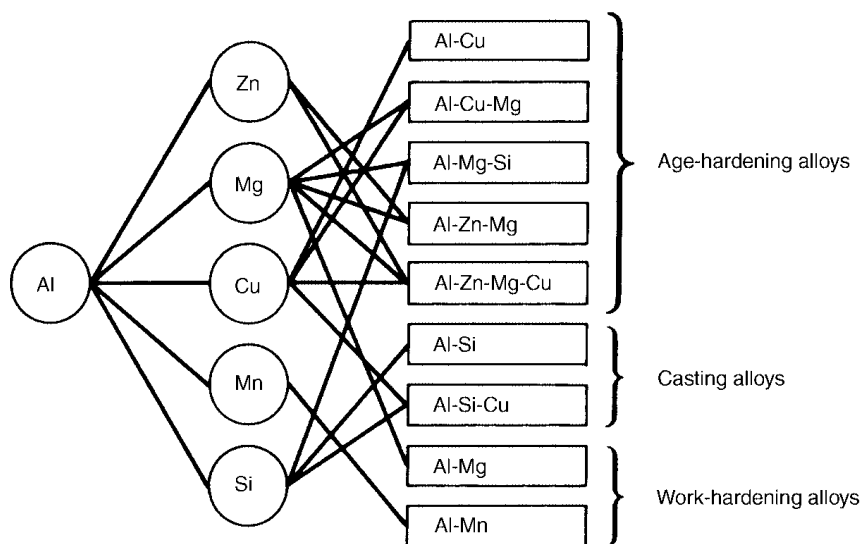 Al
Zn
Mg
Cu
Mn
Si
Al-Cu
Al-Cu-Mg
Al-Mg-Si
Al-Zn-Mg
Al-Zn-Mg-Cu
Al-Si
Al-Si-Cu
Al-Mg
Al-Mn
Age-hardening alloys
Casting alloys
Work-hardening alloys